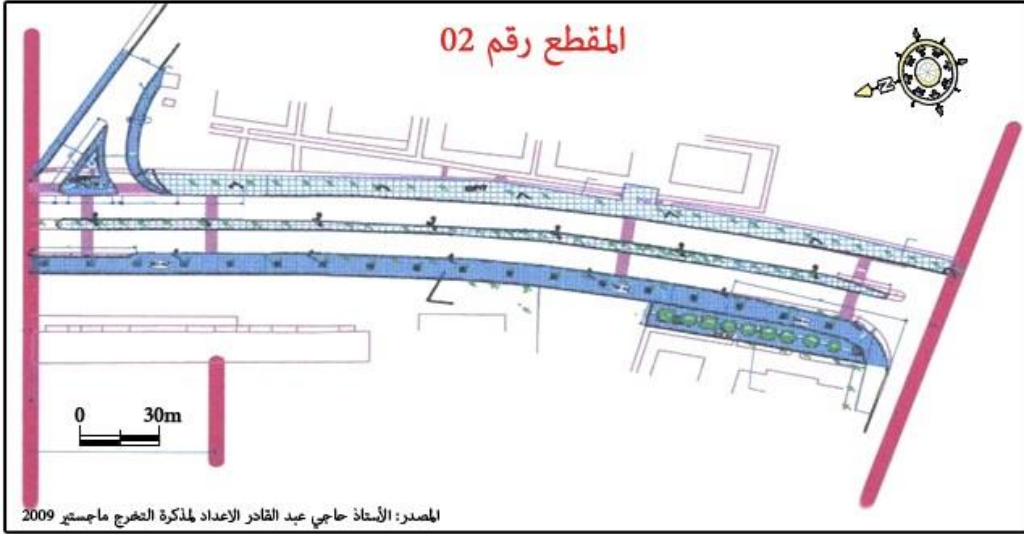 المقطع رقم 02
N
0 30m
المصدر: الأستاذ حاجي عبد القادر الاعداد لمذكرة التخرج ماجستير 2009